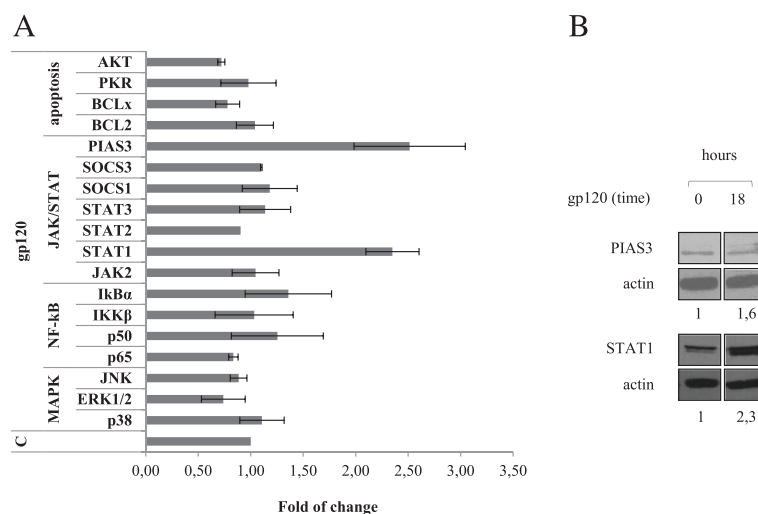 A
B
gp120
apoptosis
AKT
PKR
BCLx
BCL2
JAK/STAT
PIAS3
SOCS3
SOCS1
STAT3
STAT2
STAT1
JAK2
NF-kB
IkBα
IKKβ
p50
p65
MAPK
JNK
ERK1/2
p38
C
0,00 0,50 1,00 1,50 2,00 2,50 3,00 3,50
Fold of change
hours
gp120 (time) 0 18
PIAS3
actin
1 1,6
STAT1
actin
1 2,3